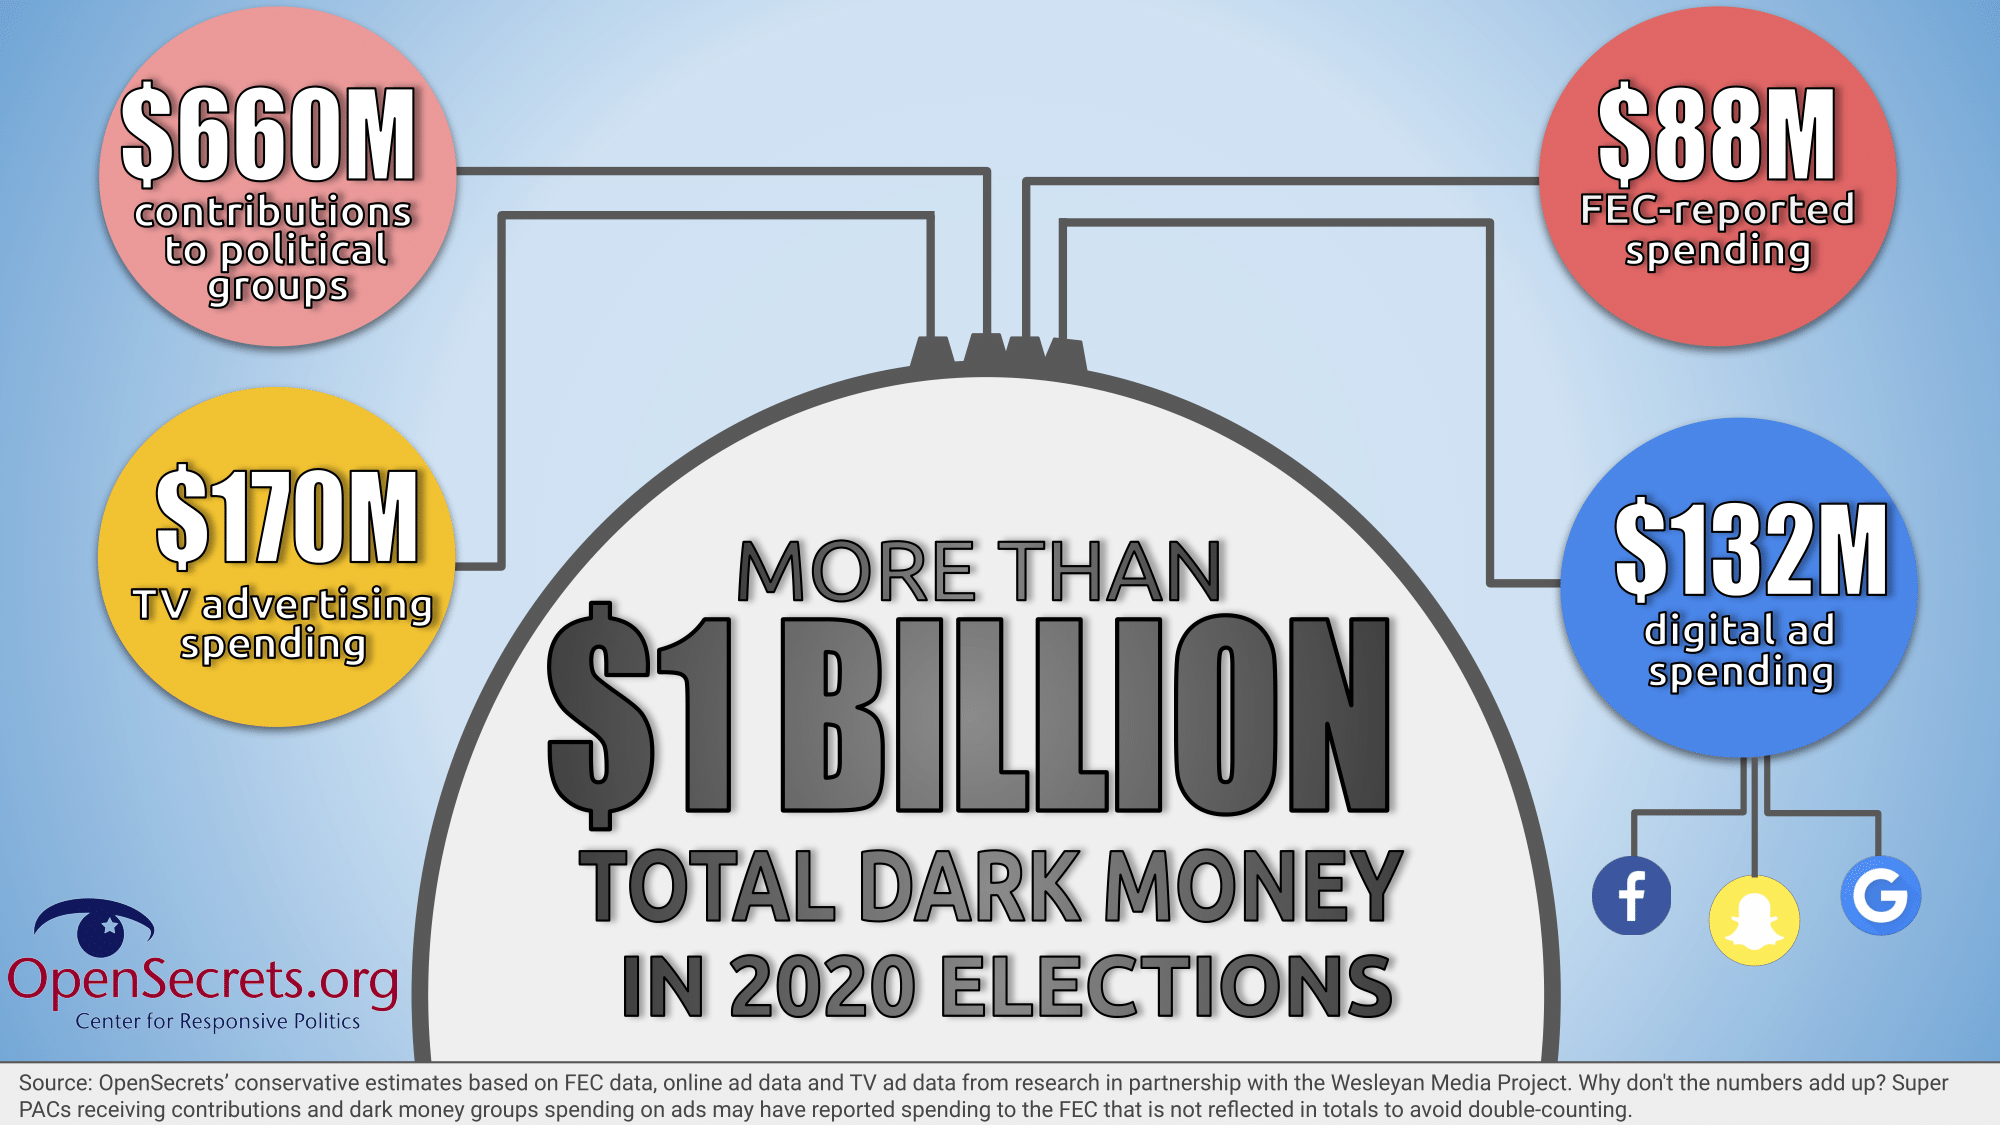 $660M
contributions
to political
groups
$88M
FEC-reported
spending
$170M
TV advertising
spending
$132M
digital ad
spending
MORE THAN
$1 BILLION
TOTAL DARK MONEY
IN 2020 ELECTIONS
f
G
OpenSecrets.org
Center for Responsive Politics
Source: OpenSecrets’ conservative estimates based on FEC data, online ad data and TV ad data from research in partnership with the Wesleyan Media Project. Why don't the numbers add up? Super
PACs receiving contributions and dark money groups spending on ads may have reported spending to the FEC that is not reflected in totals to avoid double-counting.